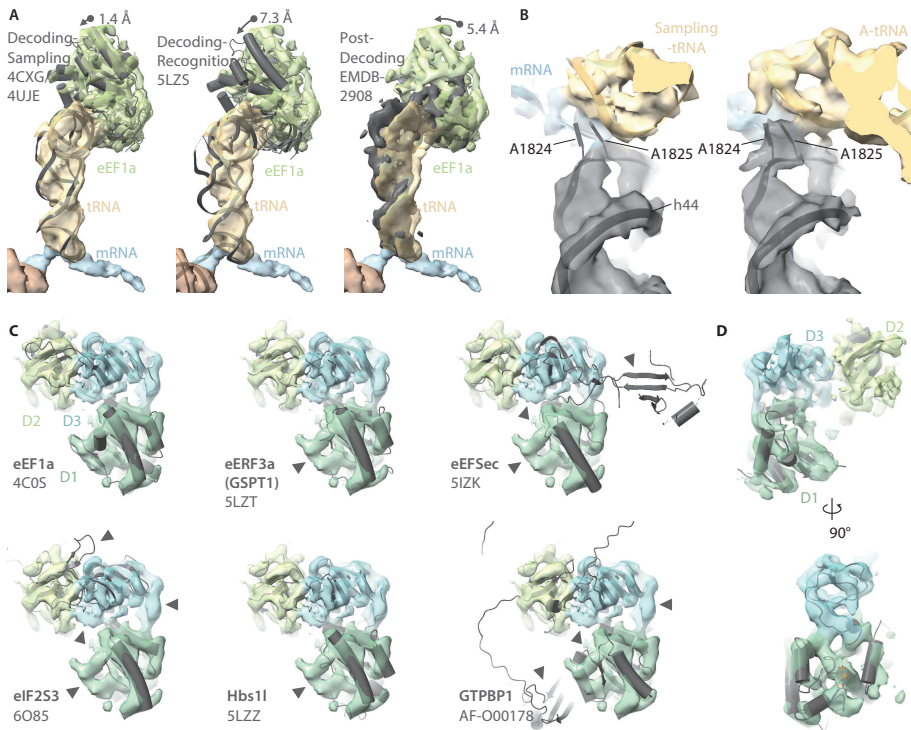 A
1.4 Å
Decoding-
Sampling
4CXG/
4UJE
eEF1a
tRNA
mRNA
7.3 Å
Decoding-
Recognition
5LZS
eEF1a
tRNA
mRNA
5.4 Å
Post-
Decoding
EMDB-
2908
eEF1a
tRNA
mRNA
B
Sampling
-tRNA
mRNA
A1824
A1825
h44
A-tRNA
A1824
A1825
C
D2
D3
D1
eEF1a
4C0S
eERF3a
(GSPT1)
5LZT
eEFSec
5IZK
eIF2S3
6O85
Hbs1l
5LZZ
GTPBP1
AF-O00178
D
D3
D2
D1
90°